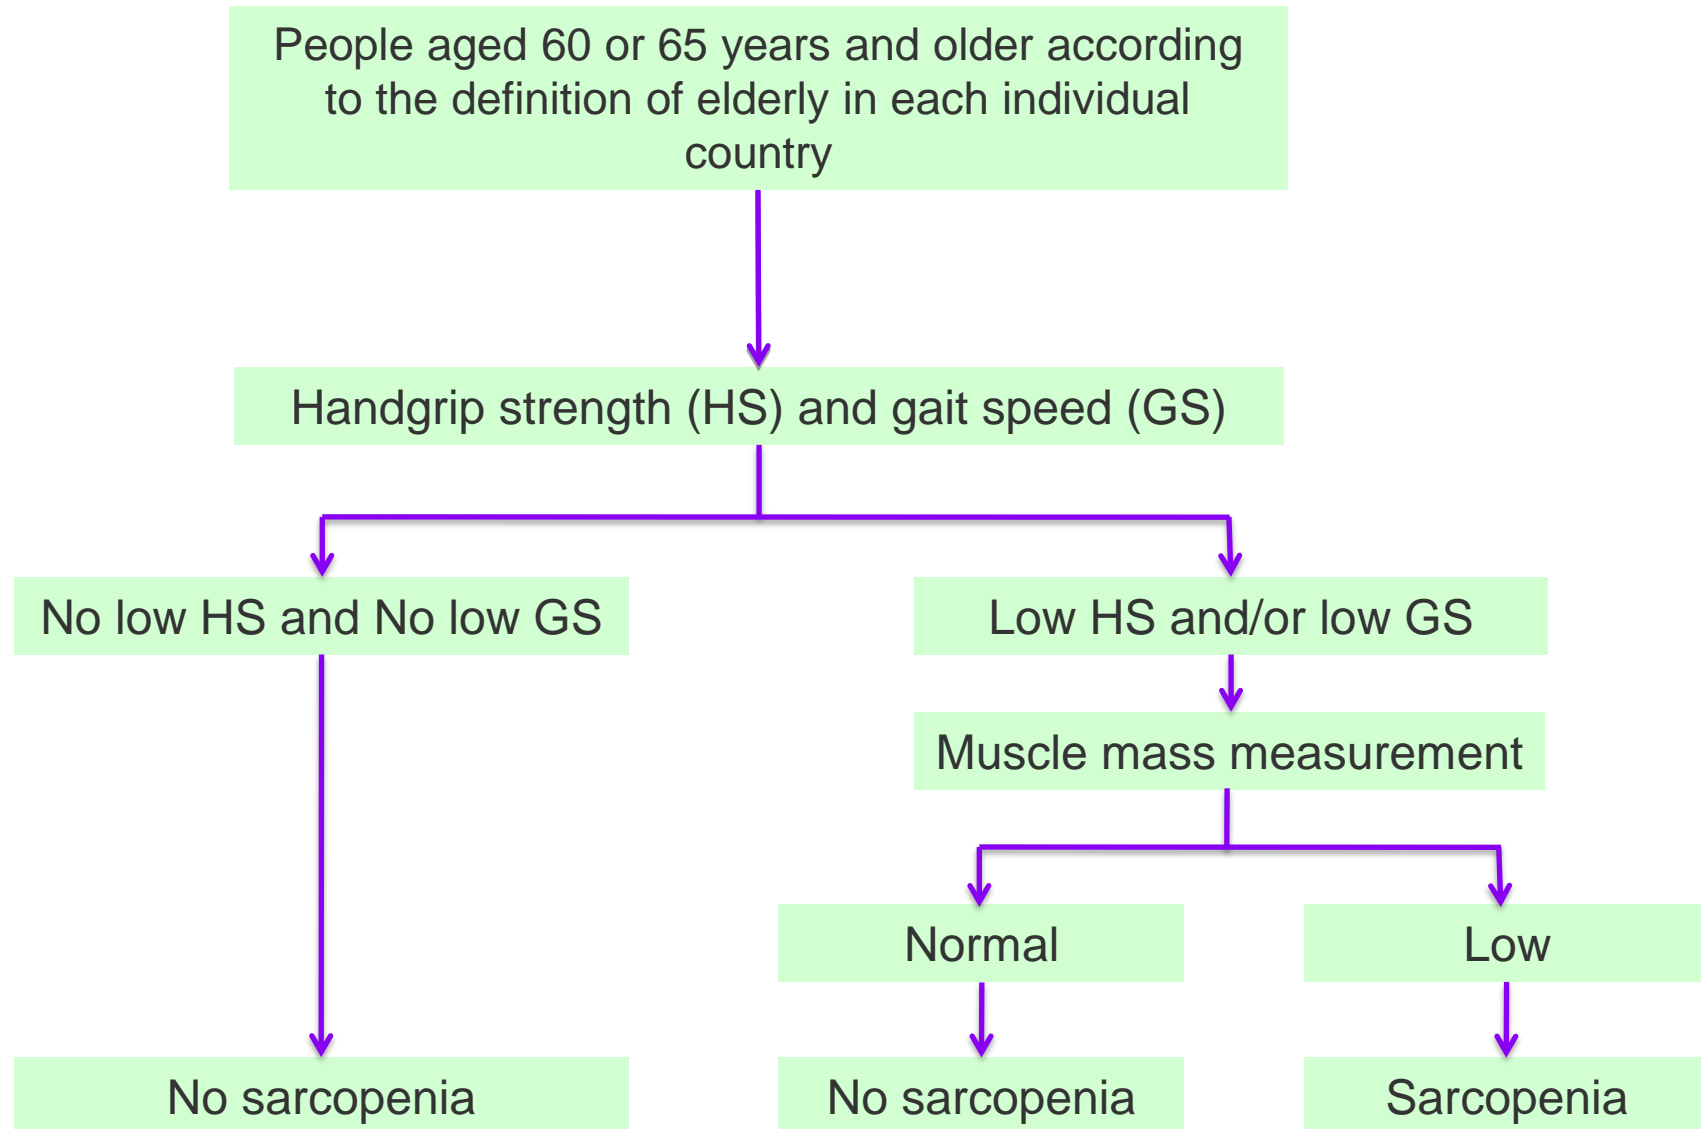 People aged 60 or 65 years and older according
to the definition of elderly in each individual
country
Handgrip strength (HS) and gait speed (GS)
No low HS and No low GS
Low HS and/or low GS
Muscle mass measurement
Normal
Low
No sarcopenia
No sarcopenia
Sarcopenia